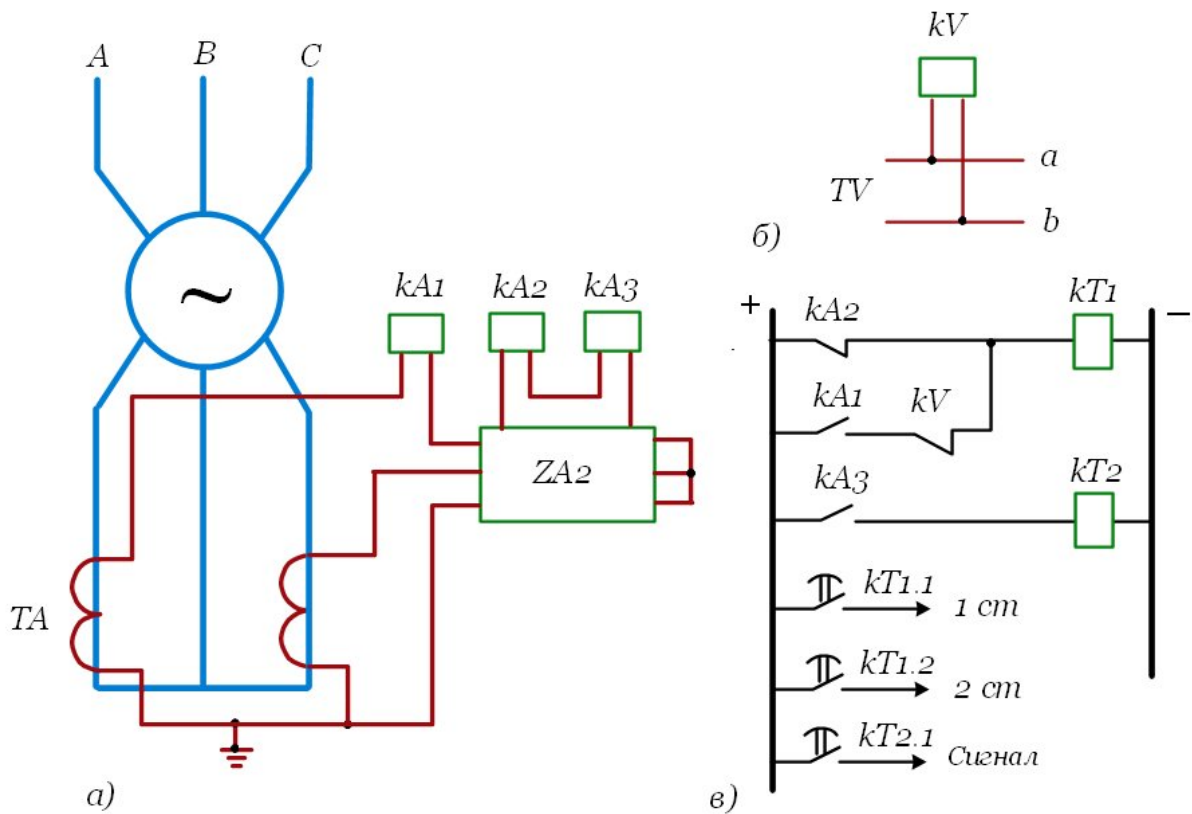 A
B
C
~
kA1
kA2
kA3
ZA2
TA
а)
kV
a
TV
b
б)
+
kA2
kT1
−
kA1
kV
kA3
kT2
kT1.1
1 ст
kT1.2
2 ст
kT2.1
Сигнал
в)